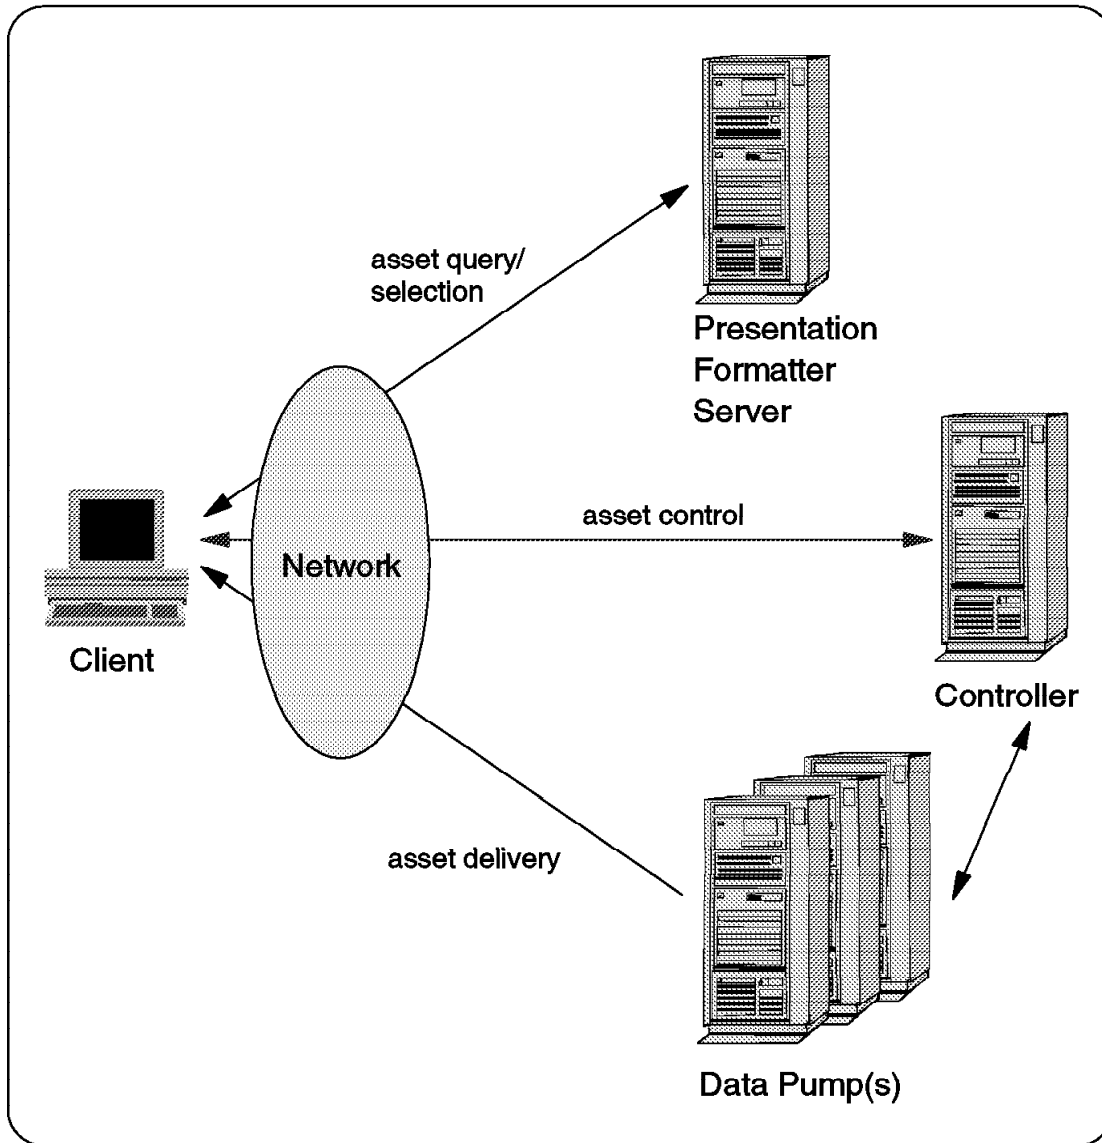 asset query/
selection
Presentation
Formatter
Server
asset control
Network
Client
Controller
asset delivery
Data Pump(s)